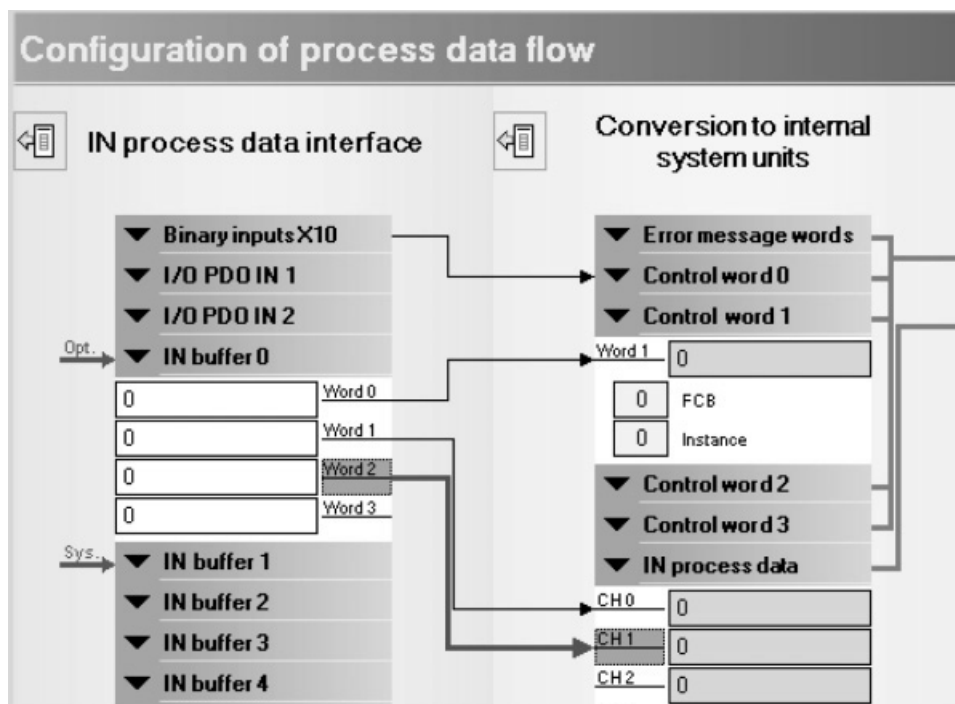 Configuration of process data flow
IN process data interface
Binary inputs X10
I/O PDO IN 1
I/O PDO IN 2
Opt.
IN buffer 0
0
Word 0
0
Word 1
0
Word 2
0
Word 3
Sys.
IN buffer 1
IN buffer 2
IN buffer 3
IN buffer 4
Conversion to internal
system units
Error message words
Control word 0
Control word 1
Word 1
0
0
FCB
0
Instance
Control word 2
Control word 3
IN process data
CH 0
0
CH 1
0
CH 2
0